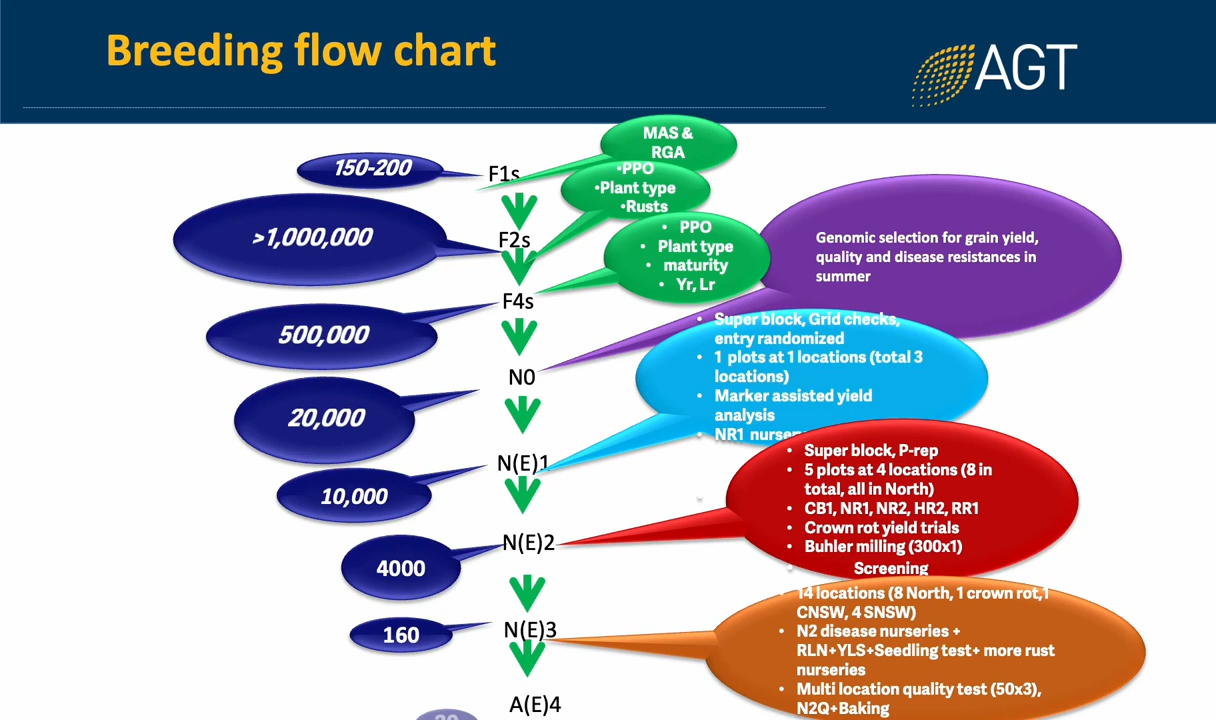 Breeding flow chart
AGT
MAS &
RGA
150-200
F1s
•PPO
•Plant type
•Rusts
>1,000,000
F2s
• PPO
• Plant type
• maturity
• Yr, Lr
Genomic selection for grain yield,
quality and disease resistances in
summer
F4s
500,000
• Super block, Grid checks,
entry randomized
• 1 plots at 1 locations (total 3
locations)
• Marker assisted yield
analysis
• NR1
N0
20,000
N(E)1
10,000
• Super block, P-rep
• 5 plots at 4 locations (8 in
total, all in North)
• CB1, NR1, NR2, HR2, RR1
• Crown rot yield trials
• Buhler milling (300x1)
• Screening
N(E)2
4000
• 14 locations (8 North, 1 crown rot,1
CNSW, 4 SNSW)
• N2 disease nurseries +
RLN+YLS+Seedling test+ more rust
nurseries
• Multi location quality test (50x3),
N2Q+Baking
N(E)3
160
A(E)4